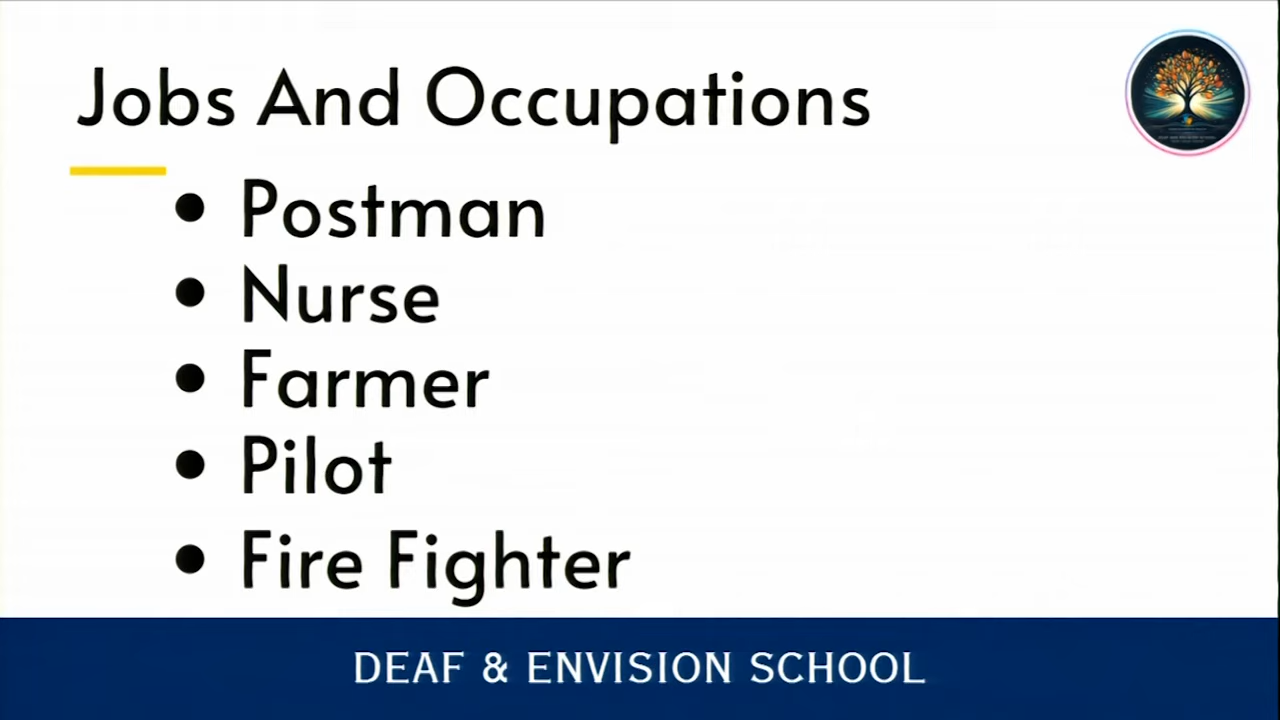 Jobs And Occupations
• Postman
• Nurse
• Farmer
• Pilot
• Fire Fighter
DEAF & ENVISION SCHOOL